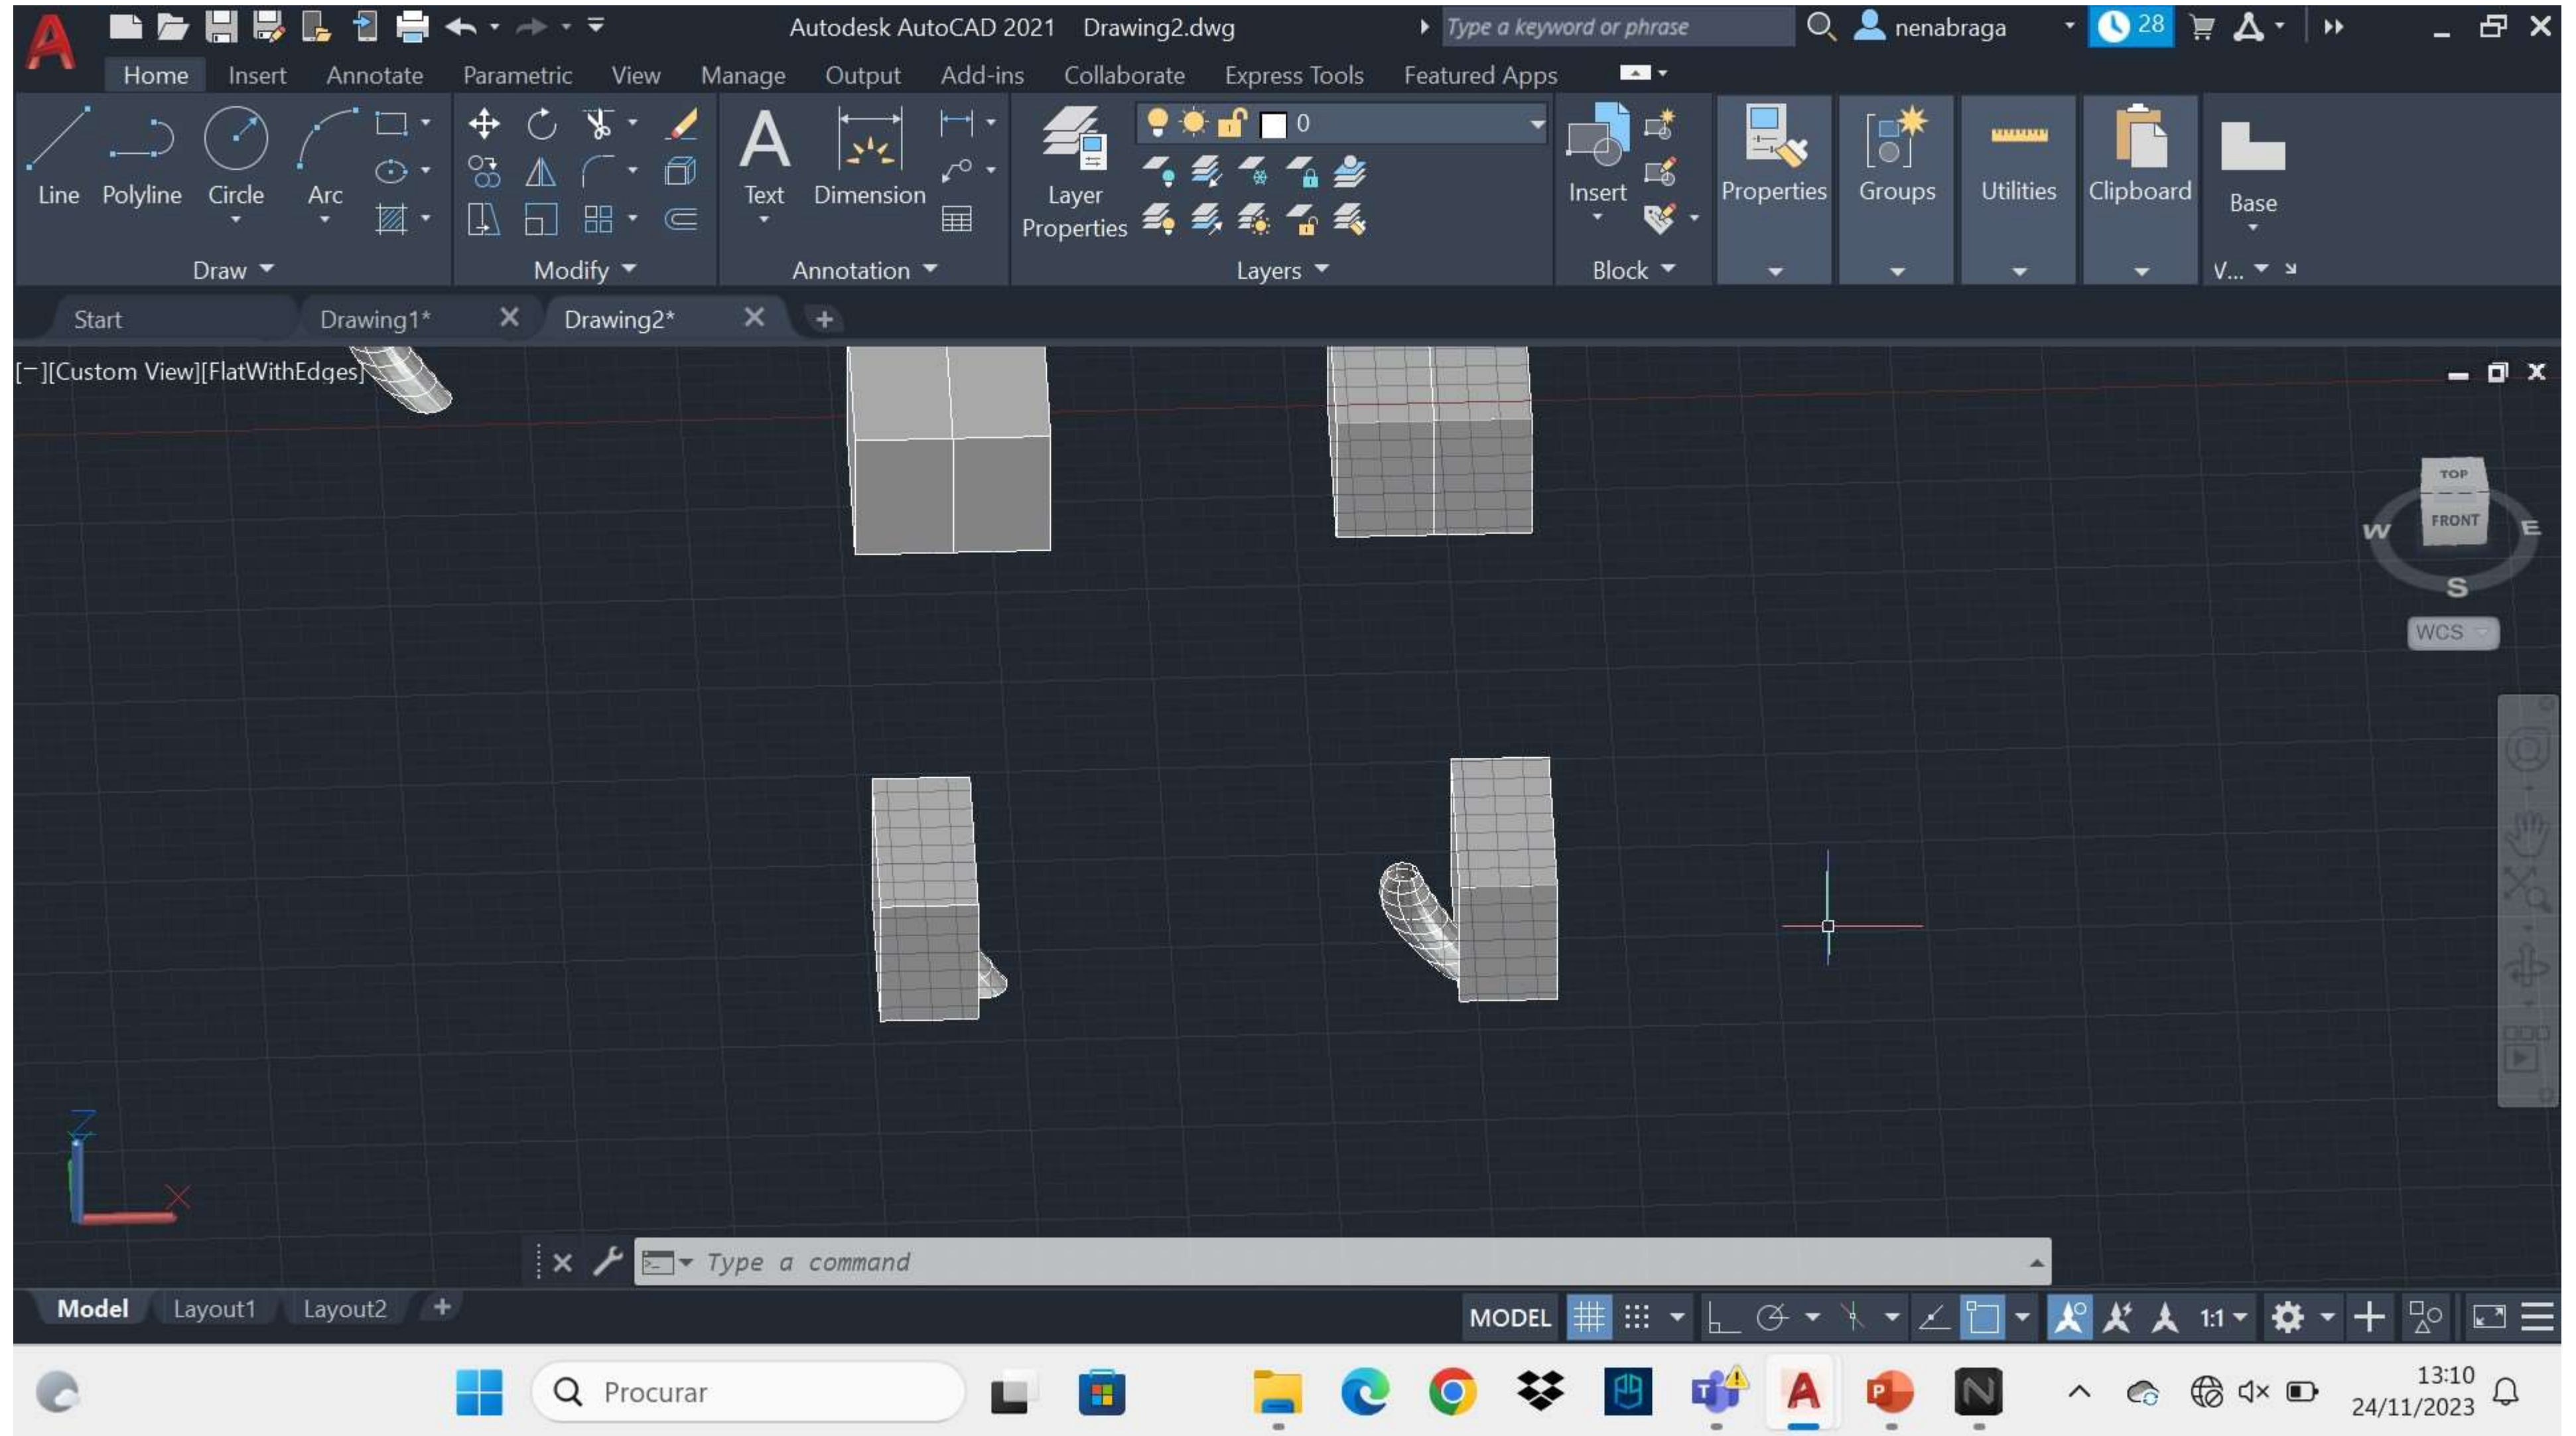 Autodesk AutoCAD 2021 Drawing2.dwg
Type a keyword or phrase
nenabraga
28
Home Insert Annotate Parametric View Manage Output Add-ins Collaborate Express Tools Featured Apps
0
Line Polyline Circle Arc
Text Dimension
Layer
Properties
Insert
Properties Groups Utilities Clipboard Base
Draw Modify Annotation Layers Block V...
Start Drawing1* Drawing2*
[−][Custom View][FlatWithEdges]
TOP
FRONT
W E
S
WCS
Z
X
Type a command
Model Layout1 Layout2
MODEL 1:1
Procurar
13:10
24/11/2023